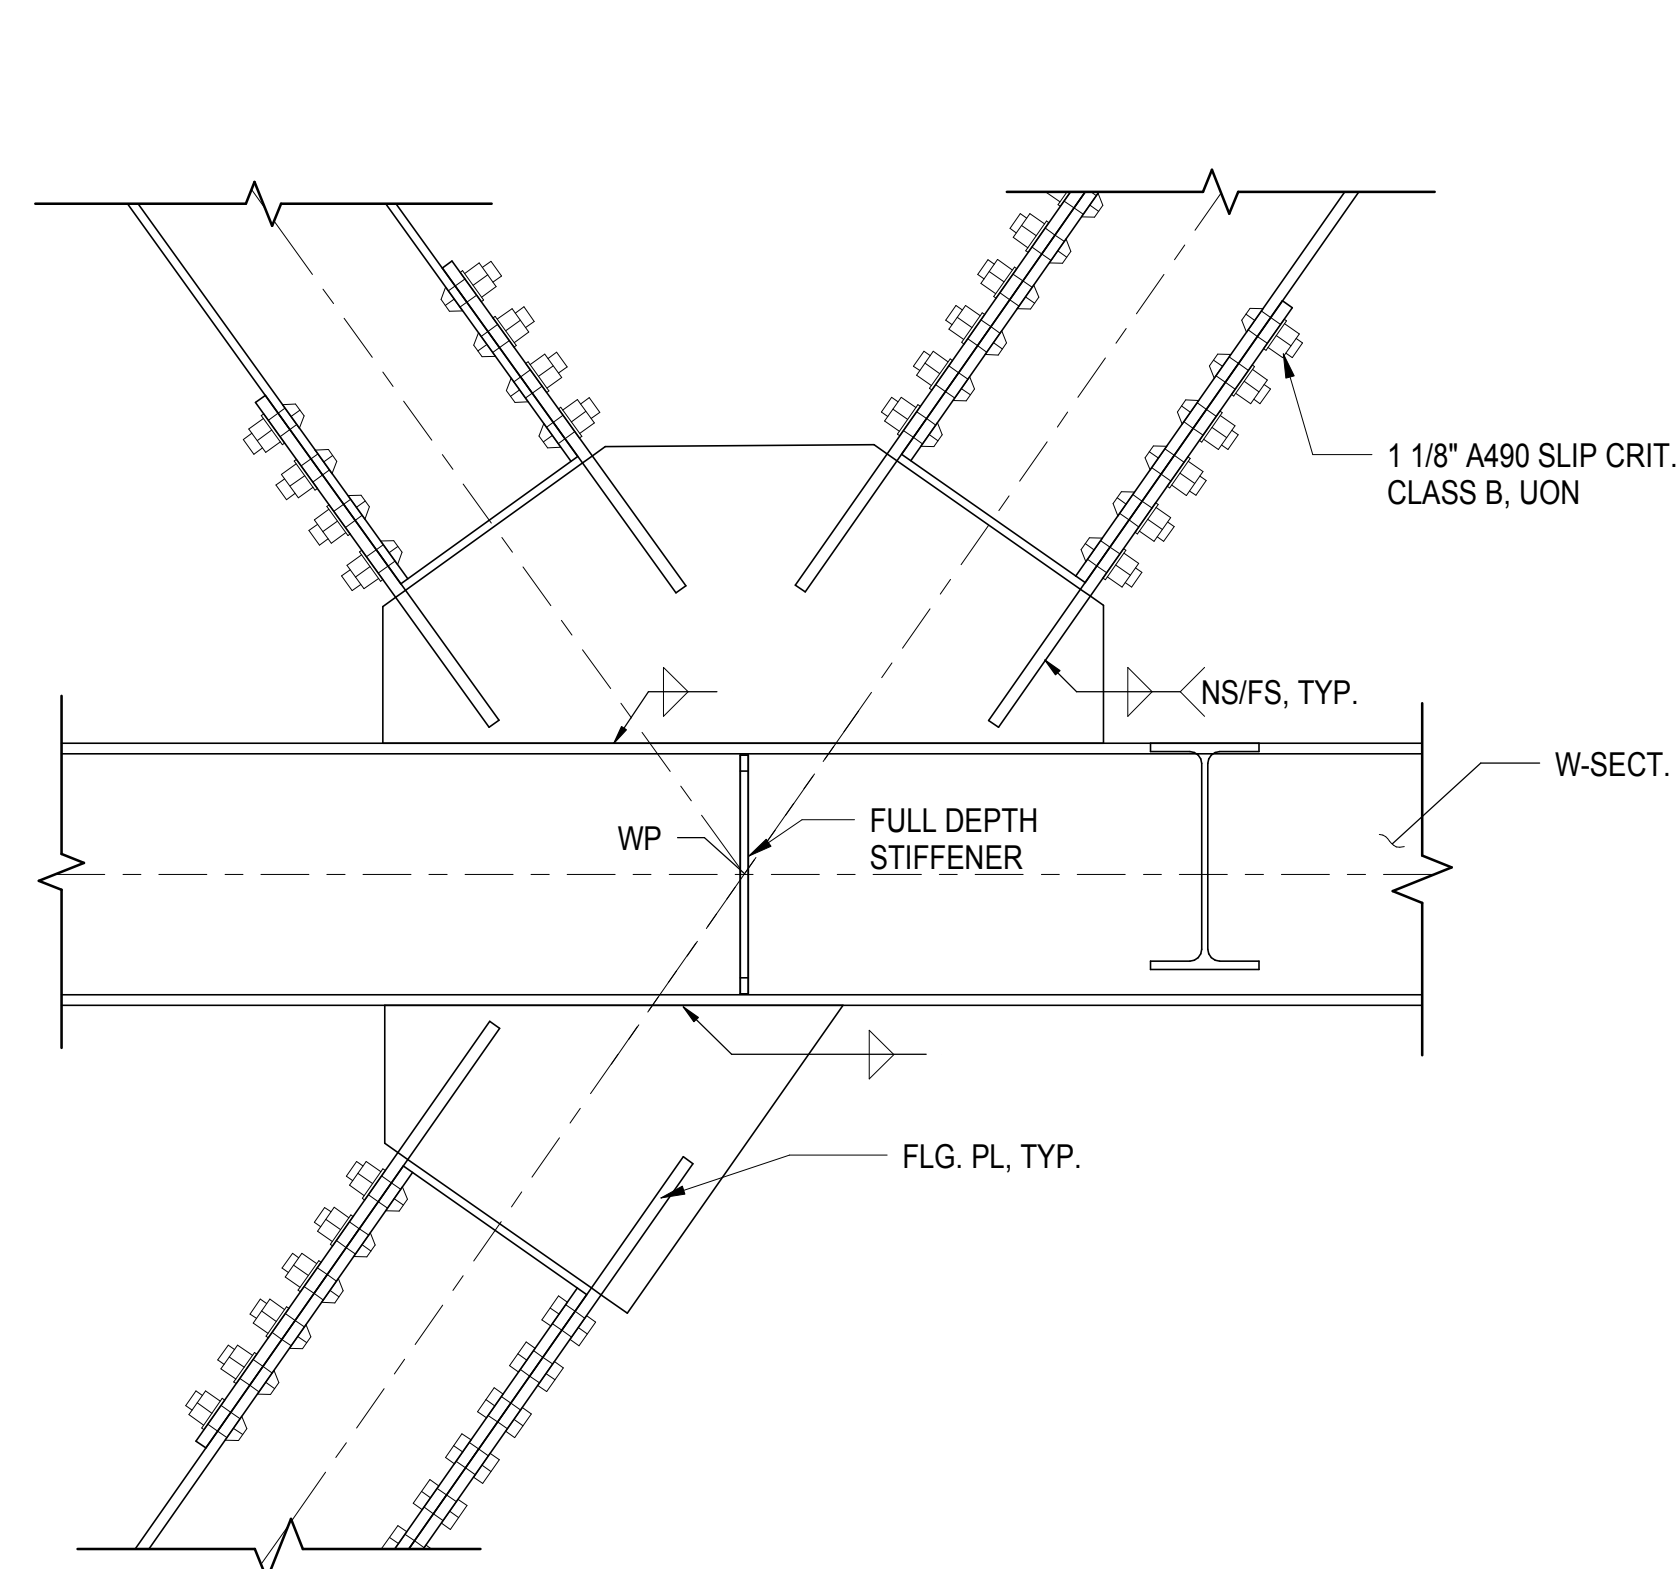 1 1/8" A490 SLIP CRIT.
CLASS B, UON
NS/FS, TYP.
W-SECT.
WP
FULL DEPTH
STIFFENER
FLG. PL, TYP.